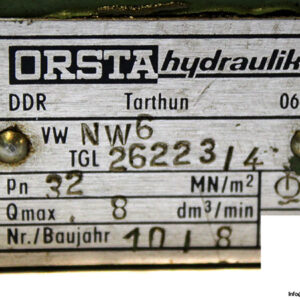 ORSTA hydraulik
DDR Tarthun 06
VW NW6
TGL 26223/4
Pn 32 MN/m²
Qmax. 8 dm³/min
Nr./Baujahr 10/8